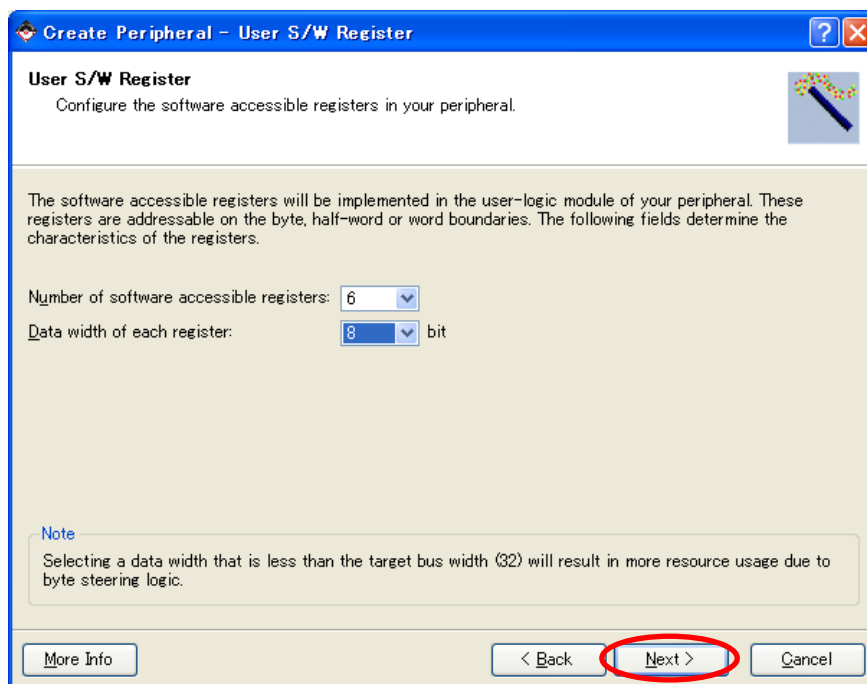 Create Peripheral - User S/W Register
User S/W Register
Configure the software accessible registers in your peripheral.
The software accessible registers will be implemented in the user-logic module of your peripheral. These
registers are addressable on the byte, half-word or word boundaries. The following fields determine the
characteristics of the registers.
Number of software accessible registers: 6
Data width of each register: 8 bit
Note
Selecting a data width that is less than the target bus width (32) will result in more resource usage due to
byte steering logic.
More Info < Back Next > Cancel